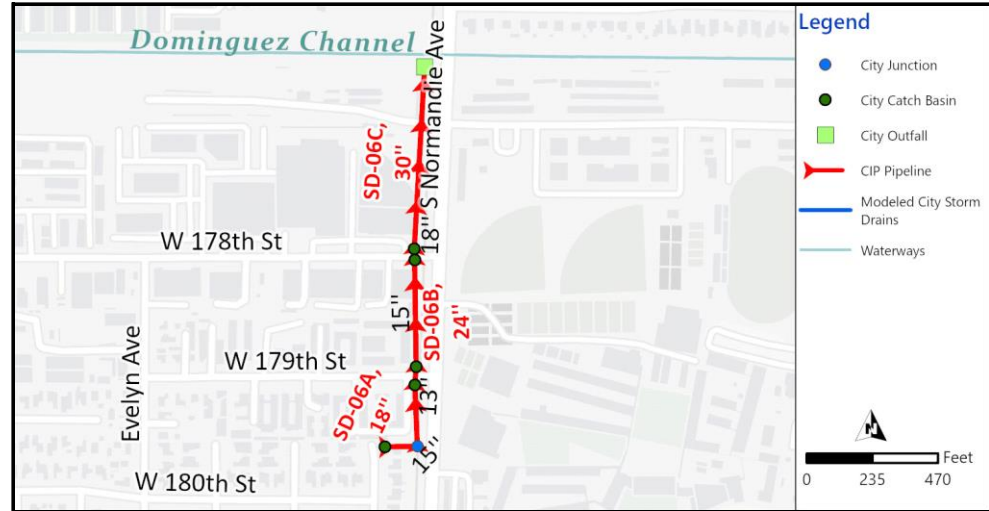 Dominguez Channel
S Normandie Ave
SD-06C,
30"
18"
W 178th St
15"
SD-06B,
24"
W 179th St
Evelyn Ave
SD-06A,
18"
13"
15"
W 180th St
Legend
City Junction
City Catch Basin
City Outfall
CIP Pipeline
Modeled City Storm
Drains
Waterways
N
Feet
0 235 470